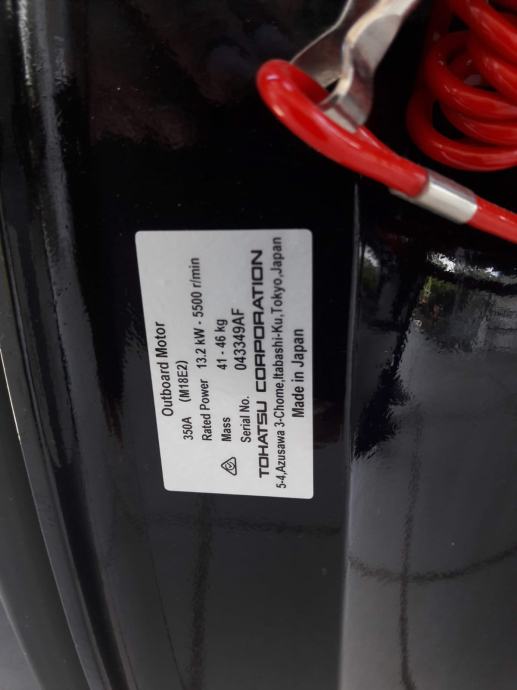 Outboard Motor
350A (M18E2)
Rated Power 13.2 kW - 5500 r/min
Mass 41 - 46 kg
Serial No. 043349AF
TOHATSU CORPORATION
5-4,Azusawa 3-Chome,Itabashi-Ku,Tokyo,Japan
Made in Japan